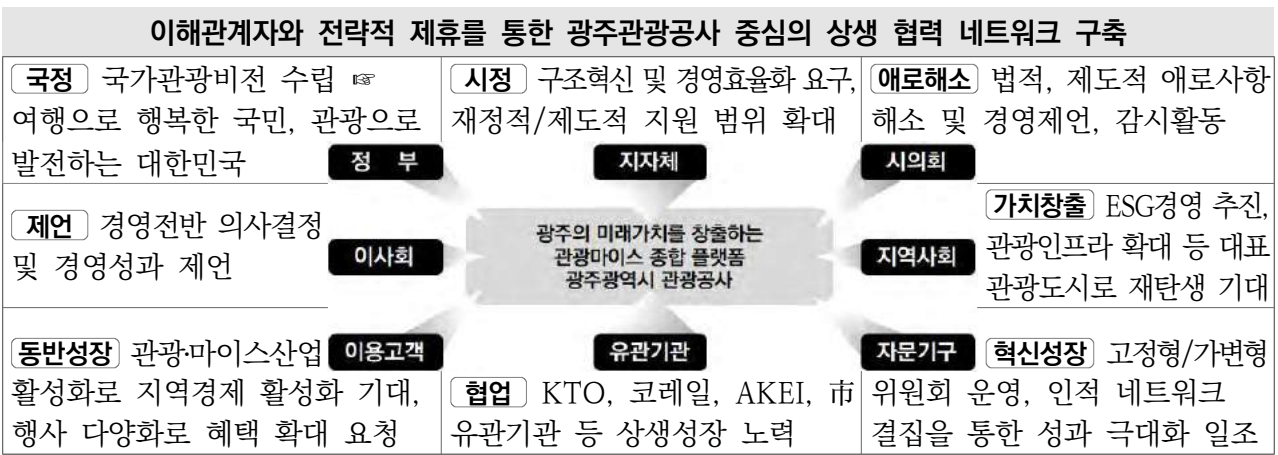 이해관계자와 전략적 제휴를 통한 광주관광공사 중심의 상생 협력 네트워크 구축
국정 국가관광비전 수립 ☞
여행으로 행복한 국민, 관광으로
발전하는 대한민국
정 부
시정 구조혁신 및 경영효율화 요구,
재정적/제도적 지원 범위 확대
지자체
애로해소 법적, 제도적 애로사항
해소 및 경영제언, 감시활동
시의회
제언 경영전반 의사결정
및 경영성과 제언
이사회
광주의 미래가치를 창출하는
관광마이스 종합 플랫폼
광주광역시 관광공사
지역사회
가치창출 ESG경영 추진,
관광인프라 확대 등 대표
관광도시로 재탄생 기대
동반성장 관광·마이스산업
활성화로 지역경제 활성화 기대,
행사 다양화로 혜택 확대 요청
이용고객
유관기관
협업 KTO, 코레일, AKEI, 市
유관기관 등 상생성장 노력
자문기구
혁신성장 고정형/가변형
위원회 운영, 인적 네트워크
결집을 통한 성과 극대화 일조